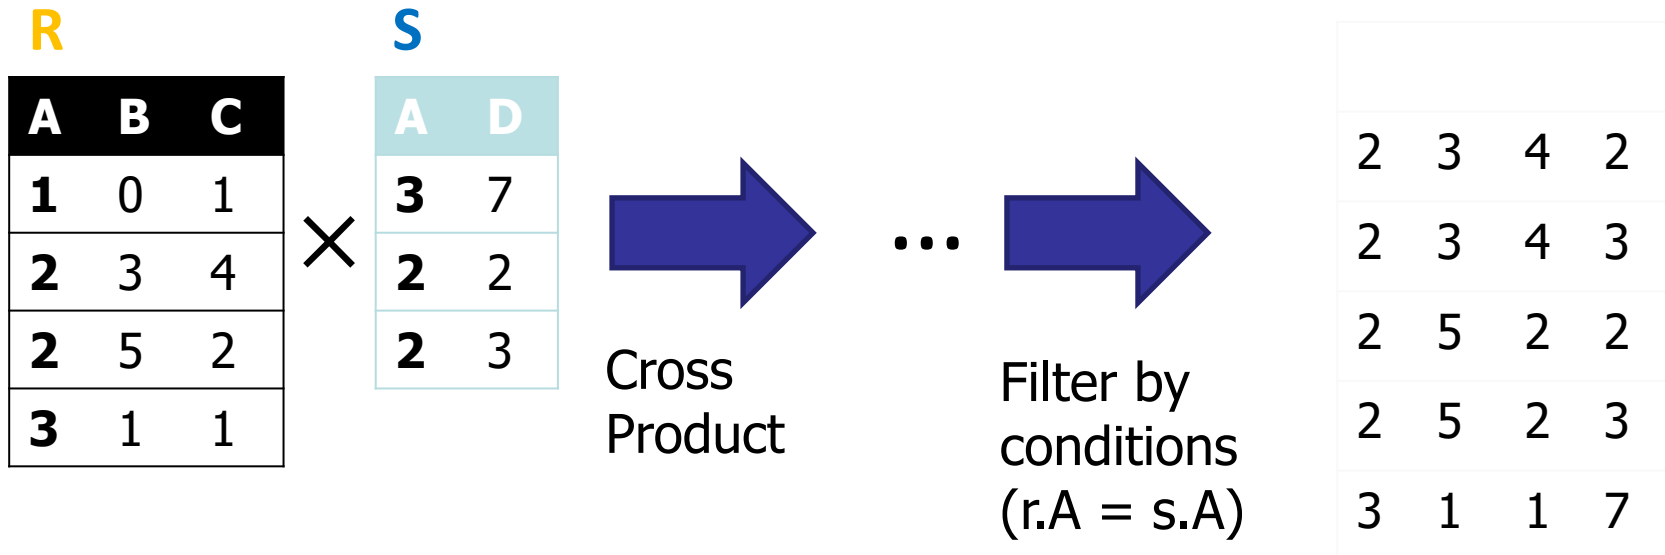 R
A B C
1 0 1
2 3 4
2 5 2
3 1 1
×
S
A D
3 7
2 2
2 3
Cross
Product
...
Filter by
conditions
(r.A = s.A)
2 3 4 2
2 3 4 3
2 5 2 2
2 5 2 3
3 1 1 7